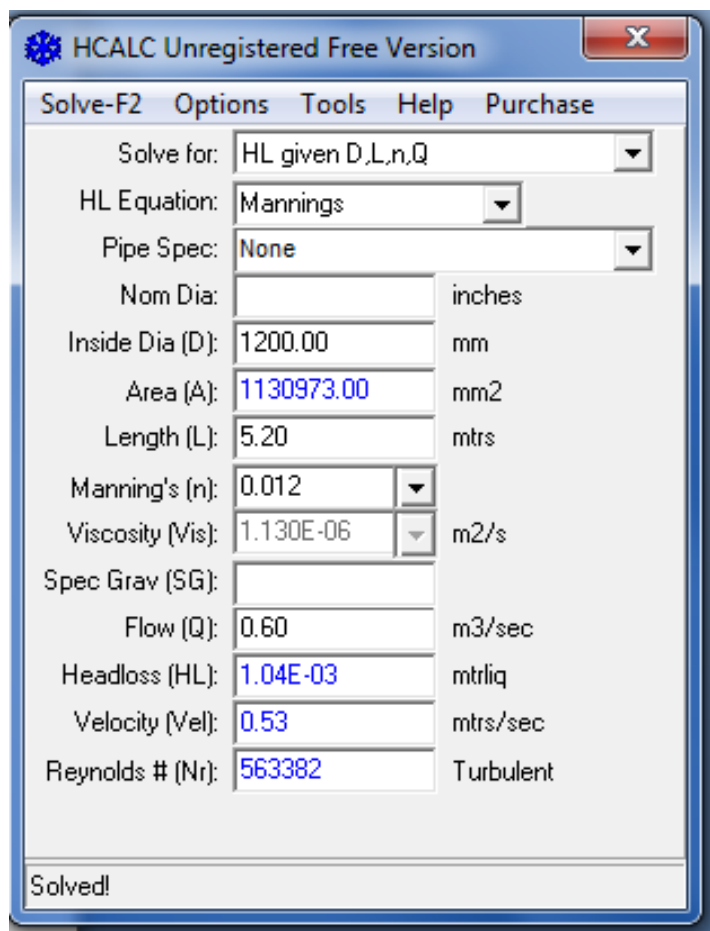 HCALC Unregistered Free Version
Solve-F2 Options Tools Help Purchase
Solve for: HL given D,L,n,Q
HL Equation: Mannings
Pipe Spec: None
Nom Dia: inches
Inside Dia (D): 1200.00 mm
Area (A): 1130973.00 mm2
Length (L): 5.20 mtrs
Manning's (n): 0.012
Viscosity (Vis): 1.130E-06 m2/s
Spec Grav (SG):
Flow (Q): 0.60 m3/sec
Headloss (HL): 1.04E-03 mtrliq
Velocity (Vel): 0.53 mtrs/sec
Reynolds # (Nr): 563382 Turbulent
Solved!